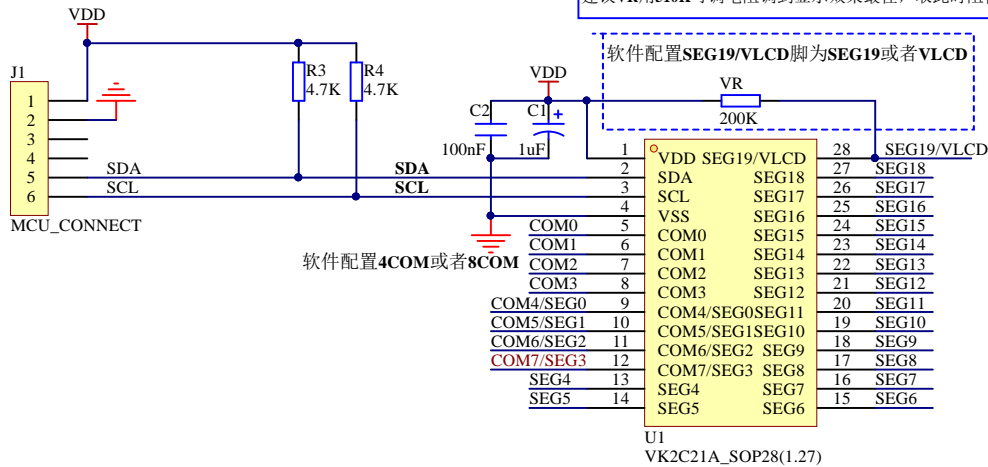 VDD
软件配置SEG19/VLCD脚为SEG19或者VLCD
J1
R3
4.7K
R4
4.7K
VDD
VR
200K
C2
C1
+
100nF
1uF
1
2
3
4
5
6
SDA
SCL
SDA
SCL
MCU_CONNECT
软件配置4COM或者8COM
1 VDD SEG19/VLCD 28 SEG19/VLCD
2 SDA SEG18 27 SEG18
3 SCL SEG17 26 SEG17
4 VSS SEG16 25 SEG16
COM0 5 COM0 SEG15 24 SEG15
COM1 6 COM1 SEG14 23 SEG14
COM2 7 COM2 SEG13 22 SEG13
COM3 8 COM3 SEG12 21 SEG12
COM4/SEG0 9 COM4/SEG0 SEG11 20 SEG11
COM5/SEG1 10 COM5/SEG1 SEG10 19 SEG10
COM6/SEG2 11 COM6/SEG2 SEG9 18 SEG9
COM7/SEG3 12 COM7/SEG3 SEG8 17 SEG8
SEG4 13 SEG4 SEG7 16 SEG7
SEG5 14 SEG5 SEG6 15 SEG6
U1
VK2C21A_SOP28(1.27)